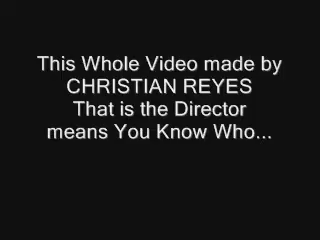 This Whole Video made by
CHRISTIAN REYES
That is the Director
means You Know Who...